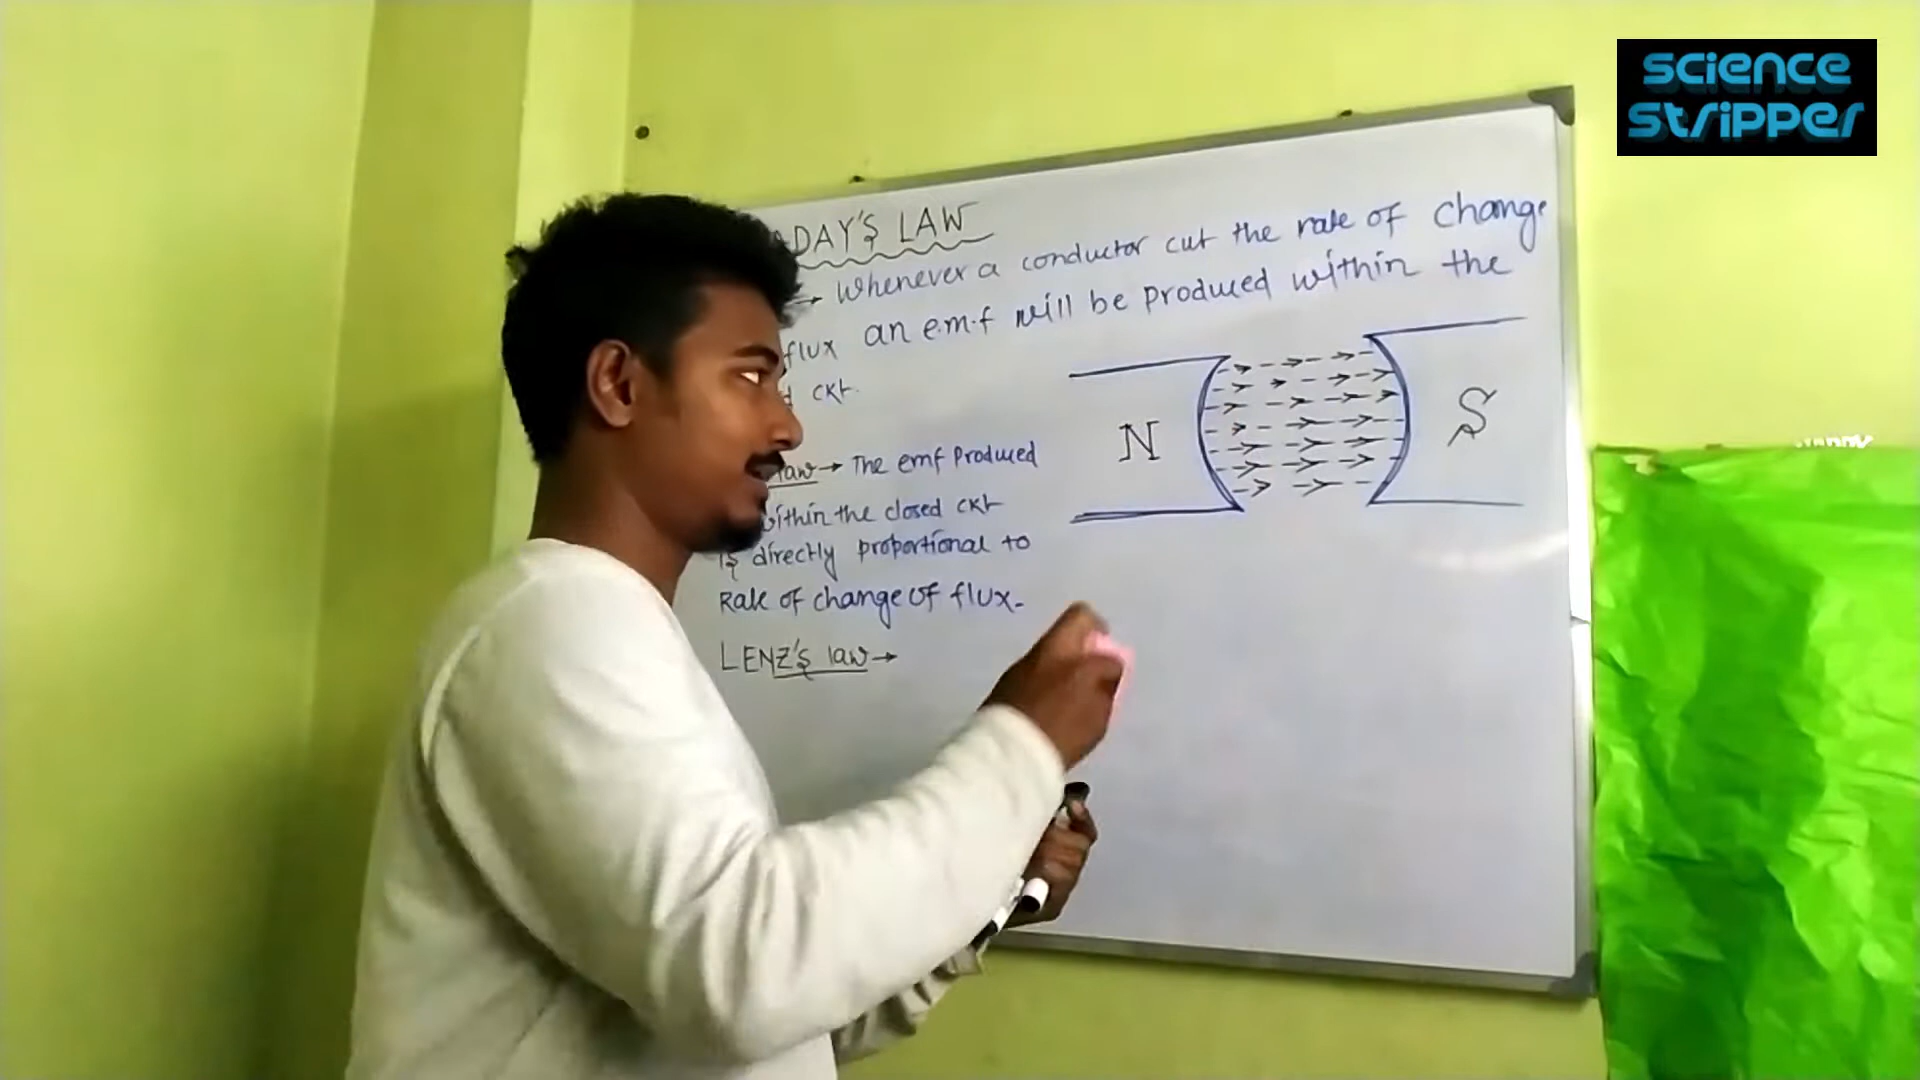 SCIENCE
STRIPPER
ADAY'S LAW
→ Whenever a conductor cut the rate of change
flux an e.m.f will be produced within the
ckt.
law → The emf Produced
within the closed ckt
is directly proportional to
Rate of change of flux.
LENZ'S law →
N
S